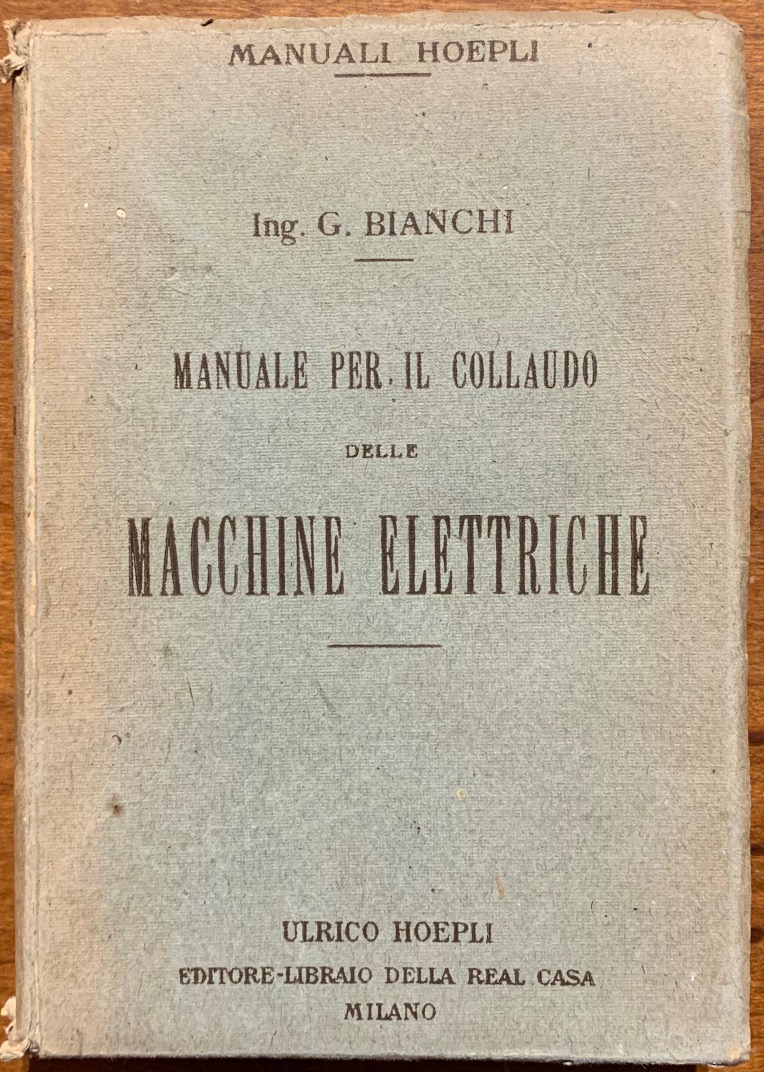 MANUALI HOEPLI
Ing. G. BIANCHI
MANUALE PER IL COLLAUDO
DELLE
MACCHINE ELETTRICHE
ULRICO HOEPLI
EDITORE-LIBRAIO DELLA REAL CASA
MILANO